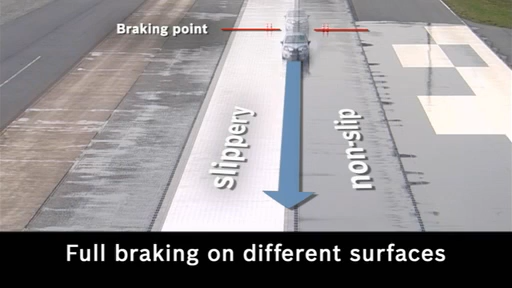 Braking point
slippery
non-slip
Full braking on different surfaces